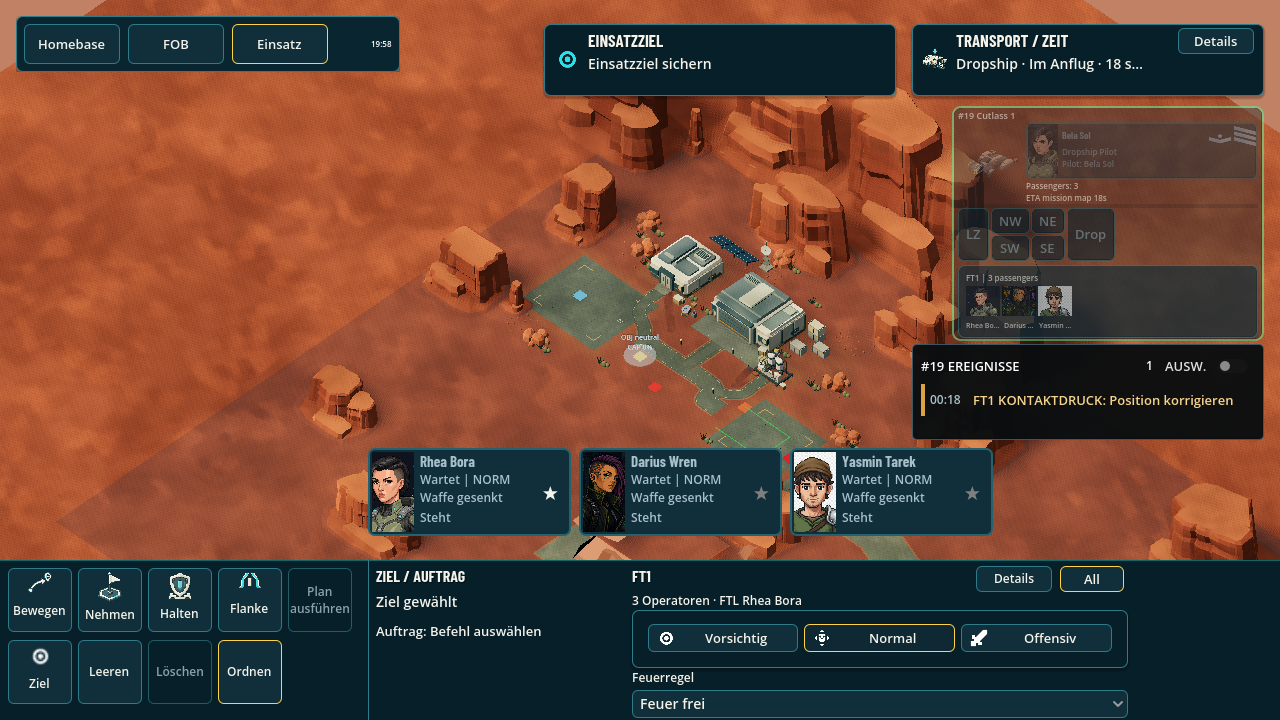 Homebase
FOB
Einsatz
19:58
EINSATZZIEL
Einsatzziel sichern
TRANSPORT / ZEIT
Details
Dropship · Im Anflug · 18 s...
#19 Cutlass 1
Bela Sol
Dropship Pilot
Pilot: Bela Sol
Passengers: 3
ETA mission map 18s
LZ
NW
NE
SW
SE
Drop
FT1 | 3 passengers
Rhea Bo...
Darius ...
Yasmin ...
#19 EREIGNISSE
1
AUSW.
00:18
FT1 KONTAKTDRUCK: Position korrigieren
OBJ neutral
Rhea Bora
Wartet | NORM
Waffe gesenkt
Steht
Darius Wren
Wartet | NORM
Waffe gesenkt
Steht
Yasmin Tarek
Wartet | NORM
Waffe gesenkt
Steht
Bewegen
Nehmen
Halten
Flanke
Plan
ausführen
Ziel
Leeren
Löschen
Ordnen
ZIEL / AUFTRAG
Ziel gewählt
Auftrag: Befehl auswählen
FT1
Details
All
3 Operatoren · FTL Rhea Bora
Vorsichtig
Normal
Offensiv
Feuerregel
Feuer frei